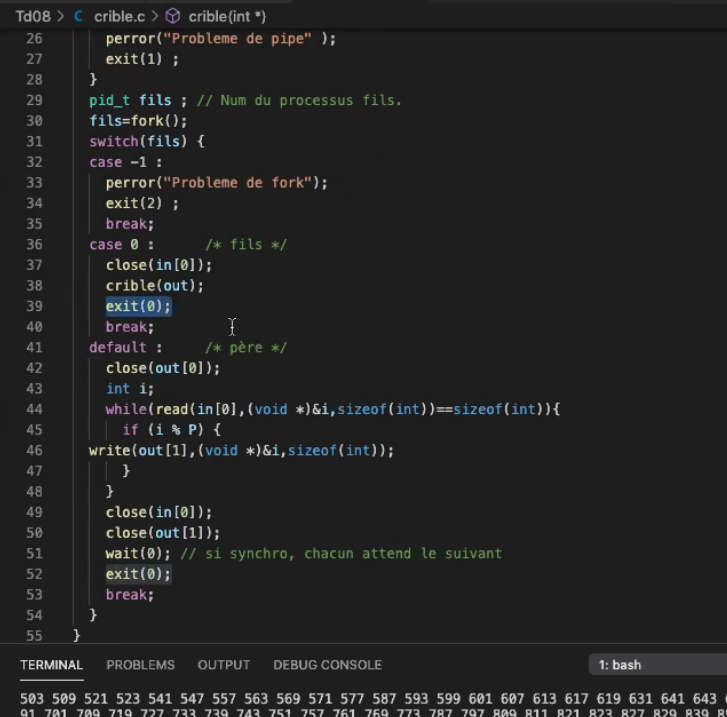 Td08 > C crible.c > crible(int *)
26 perror("Probleme de pipe" );
27 exit(1) ;
28 }
29 pid_t fils ; // Num du processus fils.
30 fils=fork();
31 switch(fils) {
32 case -1 :
33 perror("Probleme de fork");
34 exit(2) ;
35 break;
36 case 0 : /* fils */
37 close(in[0]);
38 crible(out);
39 exit(0);
40 break;
41 default : /* père */
42 close(out[0]);
43 int i;
44 while(read(in[0],(void *)&i,sizeof(int))==sizeof(int)){
45 if (i % P) {
46 write(out[1],(void *)&i,sizeof(int));
47 }
48 }
49 close(in[0]);
50 close(out[1]);
51 wait(0); // si synchro, chacun attend le suivant
52 exit(0);
53 break;
54 }
55 }
TERMINAL PROBLEMS OUTPUT DEBUG CONSOLE 1: bash
503 509 521 523 541 547 557 563 569 571 577 587 593 599 601 607 613 617 619 631 641 643
91 701 709 719 727 733 739 743 751 757 761 769 773 787 797 809 811 821 823 827 829 839